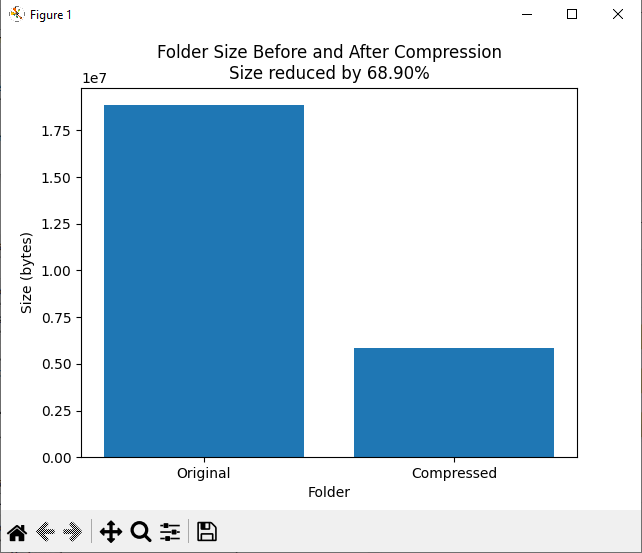 Figure 1
Folder Size Before and After Compression
Size reduced by 68.90%
1e7
1.75
1.50
1.25
1.00
0.75
0.50
0.25
0.00
Size (bytes)
Original Compressed
Folder